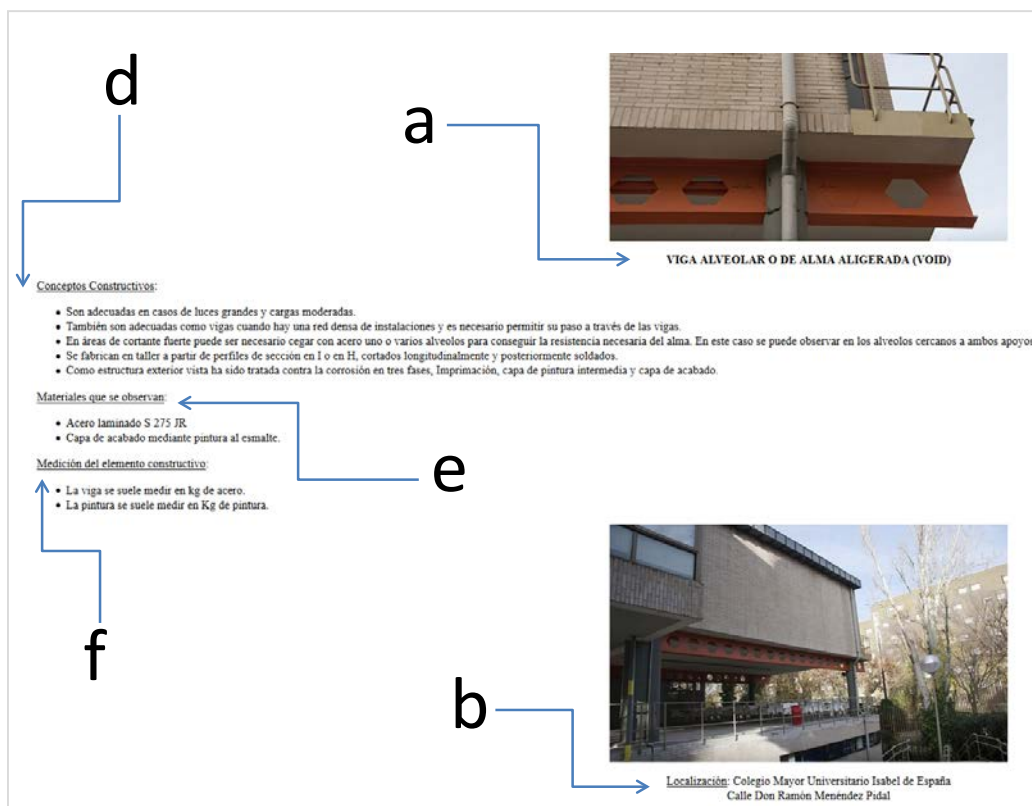 d
a
VIGA ALVEOLAR O DE ALMA ALIGERADA (VOID)
Conceptos Constructivos:
• Son adecuadas en casos de luces grandes y cargas moderadas.
• También son adecuadas como vigas cuando hay una red densa de instalaciones y es necesario permitir su paso a través de las vigas.
• En áreas de cortante fuerte puede ser necesario cegar con acero uno o varios alveolos para conseguir la resistencia necesaria del alma. En este caso se puede observar en los alveolos cercanos a ambos apoyos
• Se fabrican en taller a partir de perfiles de sección en I o en H, cortados longitudinalmente y posteriormente soldados.
• Como estructura exterior vista ha sido tratada contra la corrosión en tres fases, Imprimación, capa de pintura intermedia y capa de acabado.
Materiales que se observan:
• Acero laminado S 275 JR
• Capa de acabado mediante pintura al esmalte.
e
Medición del elemento constructivo:
• La viga se suele medir en kg de acero.
• La pintura se suele medir en Kg de pintura.
f
b
Localización: Colegio Mayor Universitario Isabel de España
Calle Don Ramón Menéndez Pidal